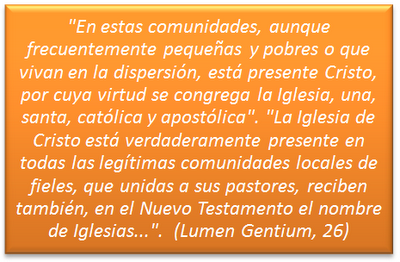 "En estas comunidades, aunque
frecuentemente pequeñas y pobres o que
vivan en la dispersión, está presente Cristo,
por cuya virtud se congrega la Iglesia, una,
santa, católica y apostólica". "La Iglesia de
Cristo está verdaderamente presente en
todas las legítimas comunidades locales de
fieles, que unidas a sus pastores, reciben
también, en el Nuevo Testamento el nombre
de Iglesias...".  (Lumen Gentium, 26)